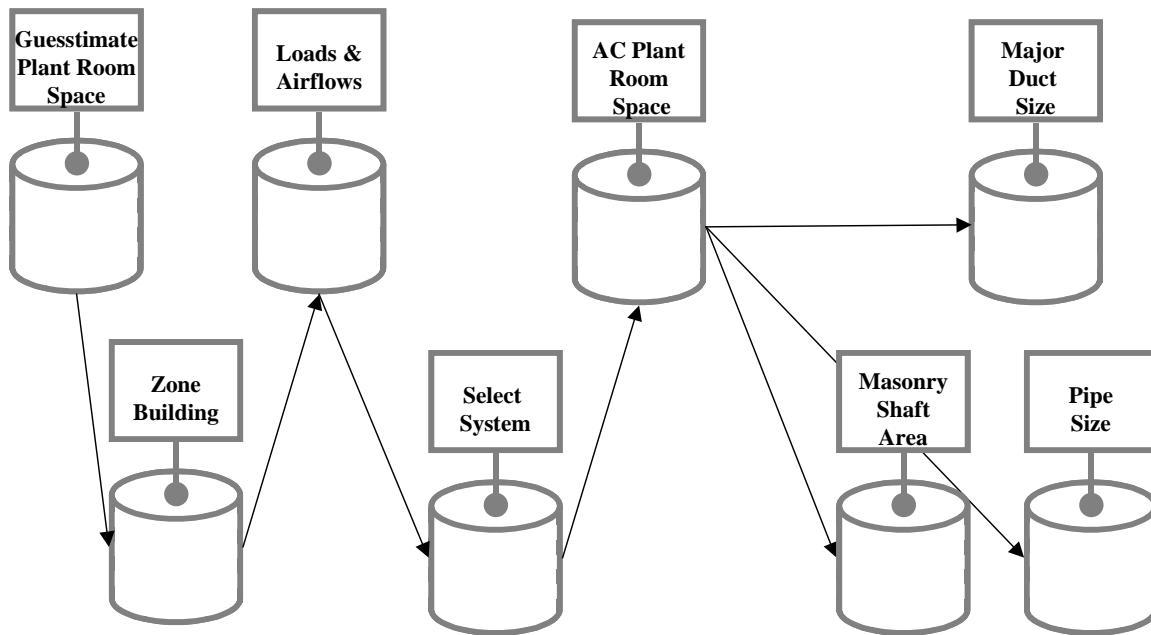 Guesstimate
Plant Room
Space
Loads &
Airflows
AC Plant
Room
Space
Major
Duct
Size
Zone
Building
Select
System
Masonry
Shaft
Area
Pipe
Size